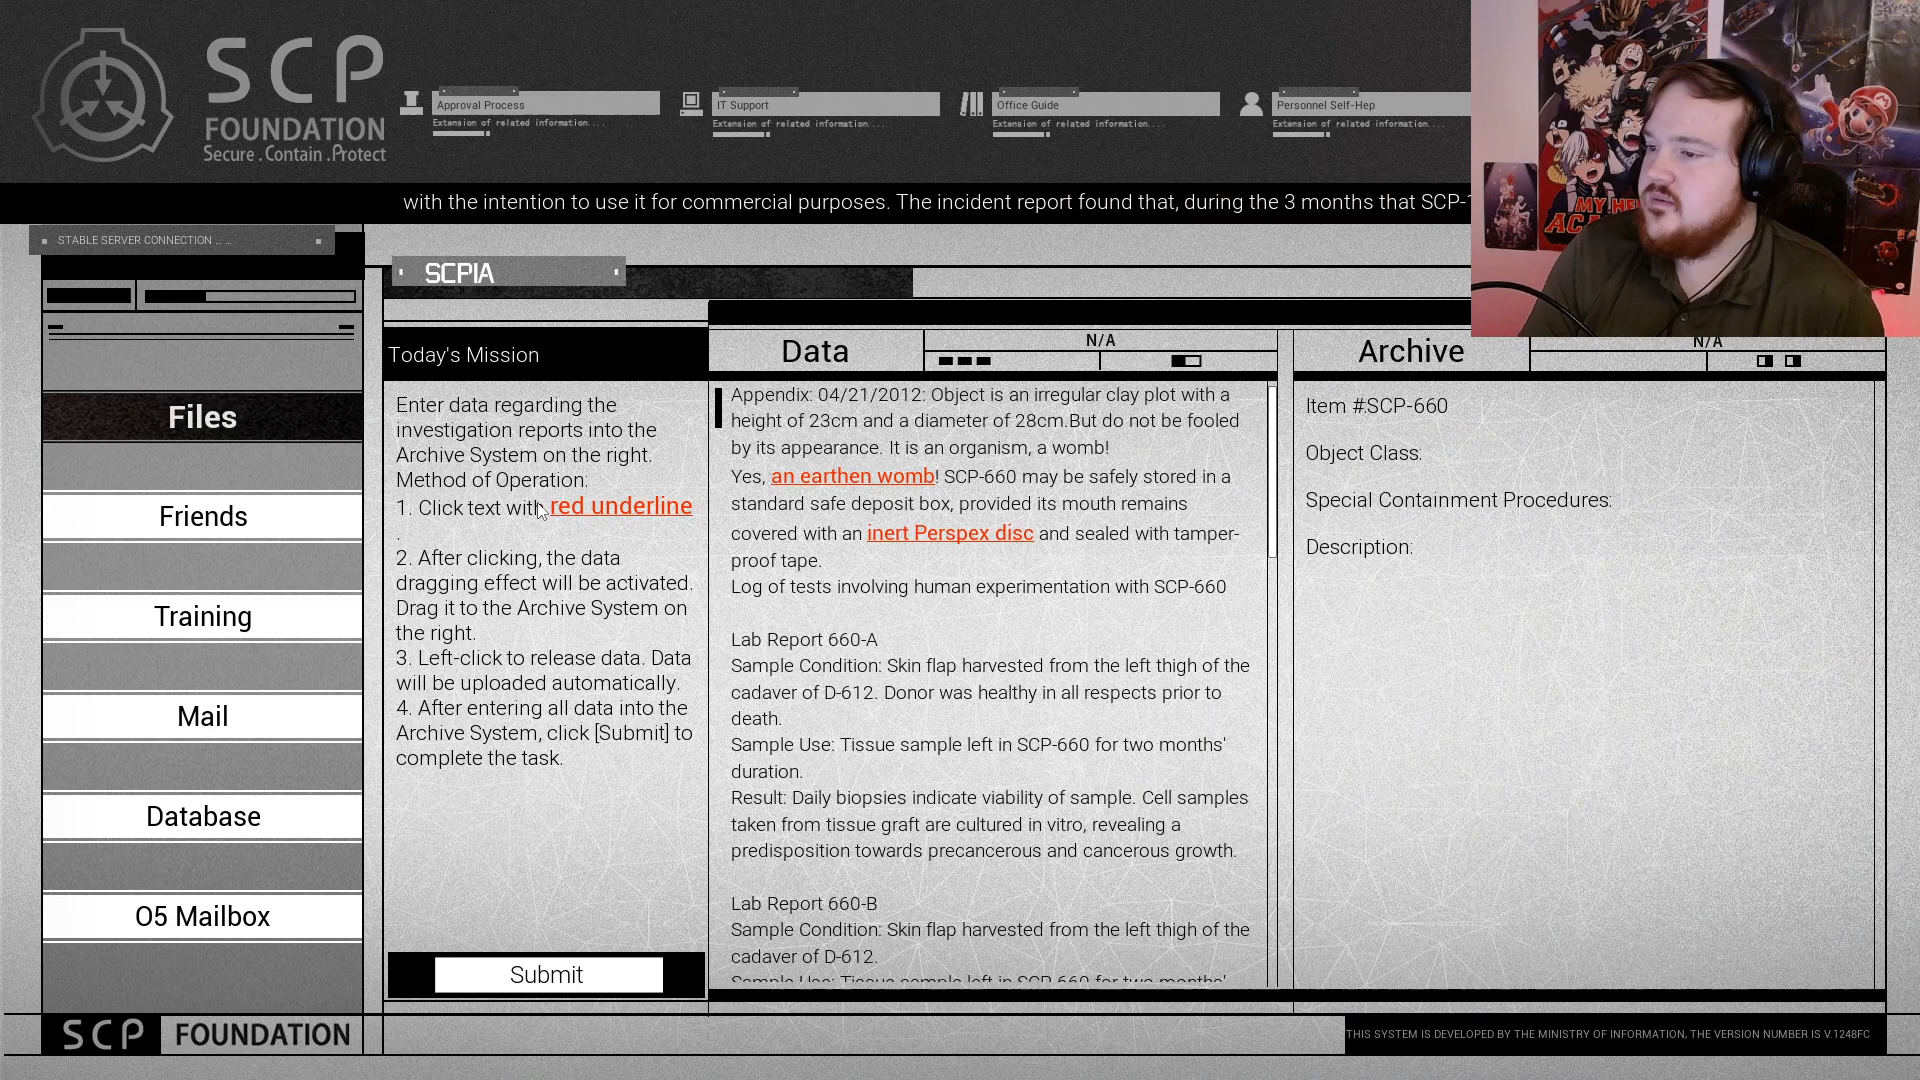 SCP
FOUNDATION
Secure .Contain .Protect
Approval Process
Extension of related information....
IT Support
Extension of related information....
Office Guide
Extension of related information....
Personnel Self-Hep
Extension of related information....
with the intention to use it for commercial purposes. The incident report found that, during the 3 months that SCP-1
STABLE SERVER CONNECTION ... ...
SCPIA
Files
Friends
Training
Mail
Database
O5 Mailbox
Today's Mission
Enter data regarding the
investigation reports into the
Archive System on the right.
Method of Operation:
1. Click text with red underline
.
2. After clicking, the data
dragging effect will be activated.
Drag it to the Archive System on
the right.
3. Left-click to release data. Data
will be uploaded automatically.
4. After entering all data into the
Archive System, click [Submit] to
complete the task.
Submit
Data
N/A
Appendix: 04/21/2012: Object is an irregular clay plot with a
height of 23cm and a diameter of 28cm.But do not be fooled
by its appearance. It is an organism, a womb!
Yes, an earthen womb! SCP-660 may be safely stored in a
standard safe deposit box, provided its mouth remains
covered with an inert Perspex disc and sealed with tamper-
proof tape.
Log of tests involving human experimentation with SCP-660
Lab Report 660-A
Sample Condition: Skin flap harvested from the left thigh of the
cadaver of D-612. Donor was healthy in all respects prior to
death.
Sample Use: Tissue sample left in SCP-660 for two months'
duration.
Result: Daily biopsies indicate viability of sample. Cell samples
taken from tissue graft are cultured in vitro, revealing a
predisposition towards precancerous and cancerous growth.
Lab Report 660-B
Sample Condition: Skin flap harvested from the left thigh of the
cadaver of D-612.
Sample Use: Tissue sample left in SCP-660 for two months'
Archive
N/A
Item #:SCP-660
Object Class:
Special Containment Procedures:
Description:
MY HE
ACA
SCP FOUNDATION
THIS SYSTEM IS DEVELOPED BY THE MINISTRY OF INFORMATION, THE VERSION NUMBER IS V.1248FC